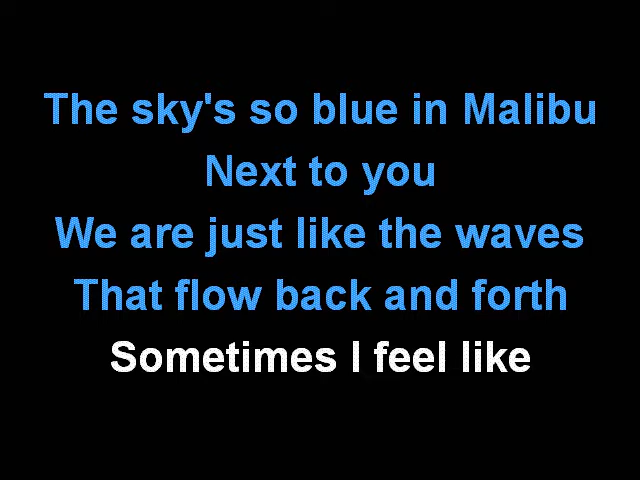 The sky's so blue in Malibu
Next to you
We are just like the waves
That flow back and forth
Sometimes I feel like